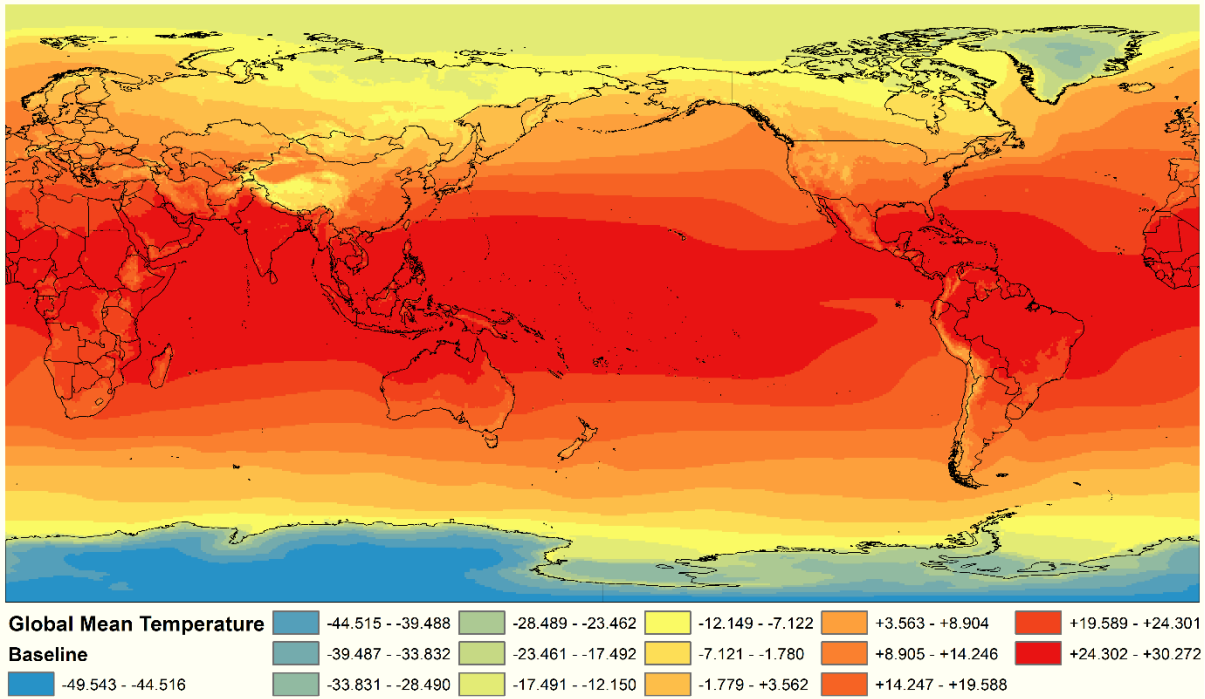 Global Mean Temperature -44.515 - -39.488 -28.489 - -23.462 -12.149 - -7.122 +3.563 - +8.904 +19.589 - +24.301
Baseline -39.487 - -33.832 -23.461 - -17.492 -7.121 - -1.780 +8.905 - +14.246 +24.302 - +30.272
-49.543 - -44.516 -33.831 - -28.490 -17.491 - -12.150 -1.779 - +3.562 +14.247 - +19.588